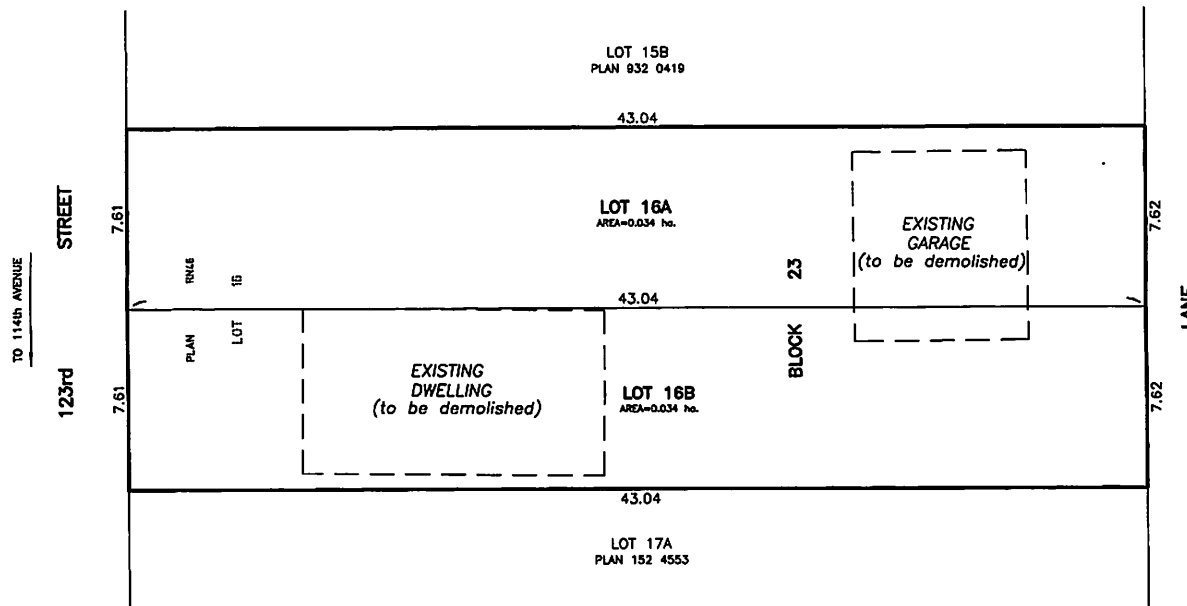 LOT 15B
PLAN 932 0419
43.04
TO 114th AVENUE
123rd STREET
7.61
LOT 16A
AREA=0.034 ha.
EXISTING
GARAGE
(to be demolished)
7.62
PLAN RN46
LOT 16
43.04
BLOCK 23
LANE
7.61
EXISTING
DWELLING
(to be demolished)
LOT 16B
AREA=0.034 ha.
7.62
43.04
LOT 17A
PLAN 152 4553